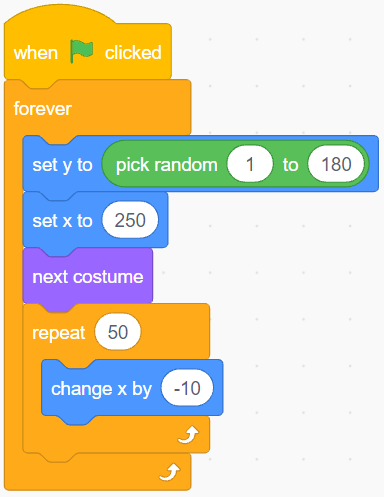 when clicked
forever
set y to pick random 1 to 180
set x to 250
next costume
repeat 50
change x by -10